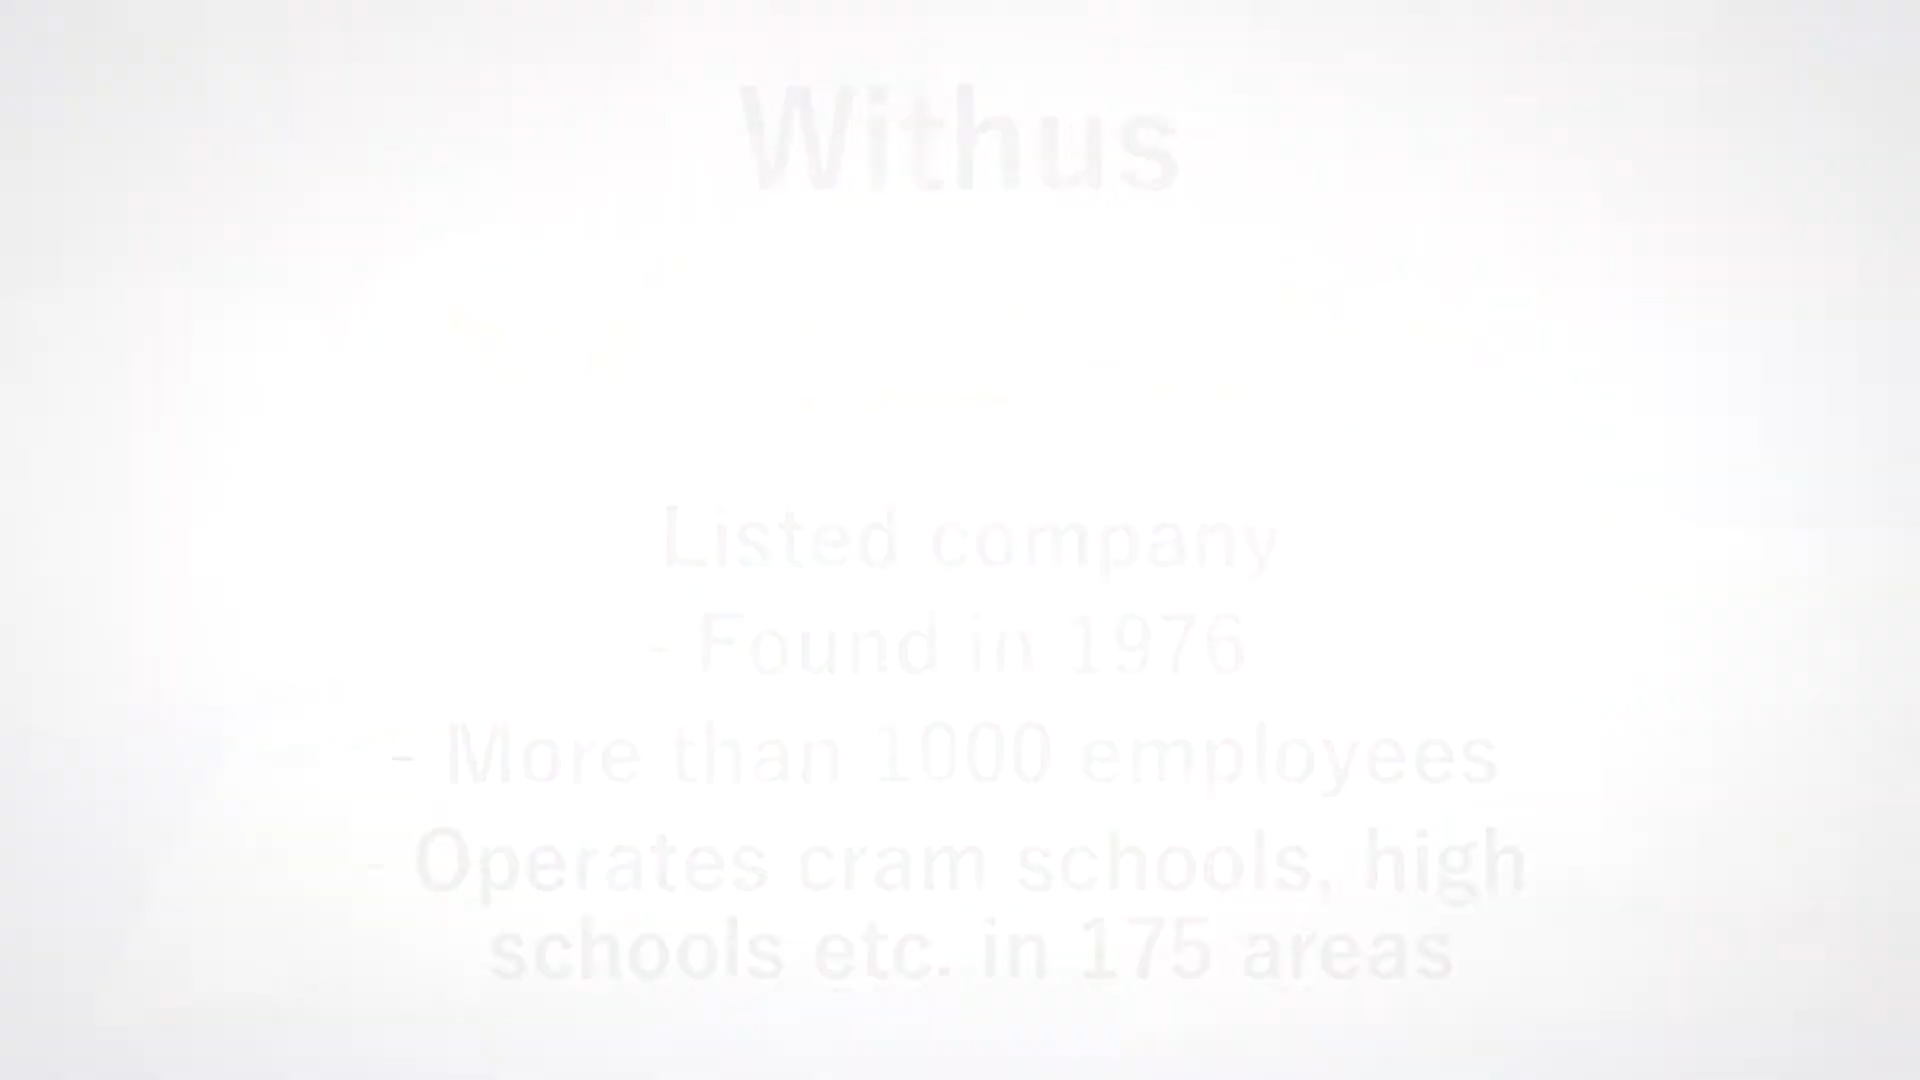 Withus
Listed company
- Found in 1976
- More than 1000 employees
- Operates cram schools, high
schools etc. in 175 areas